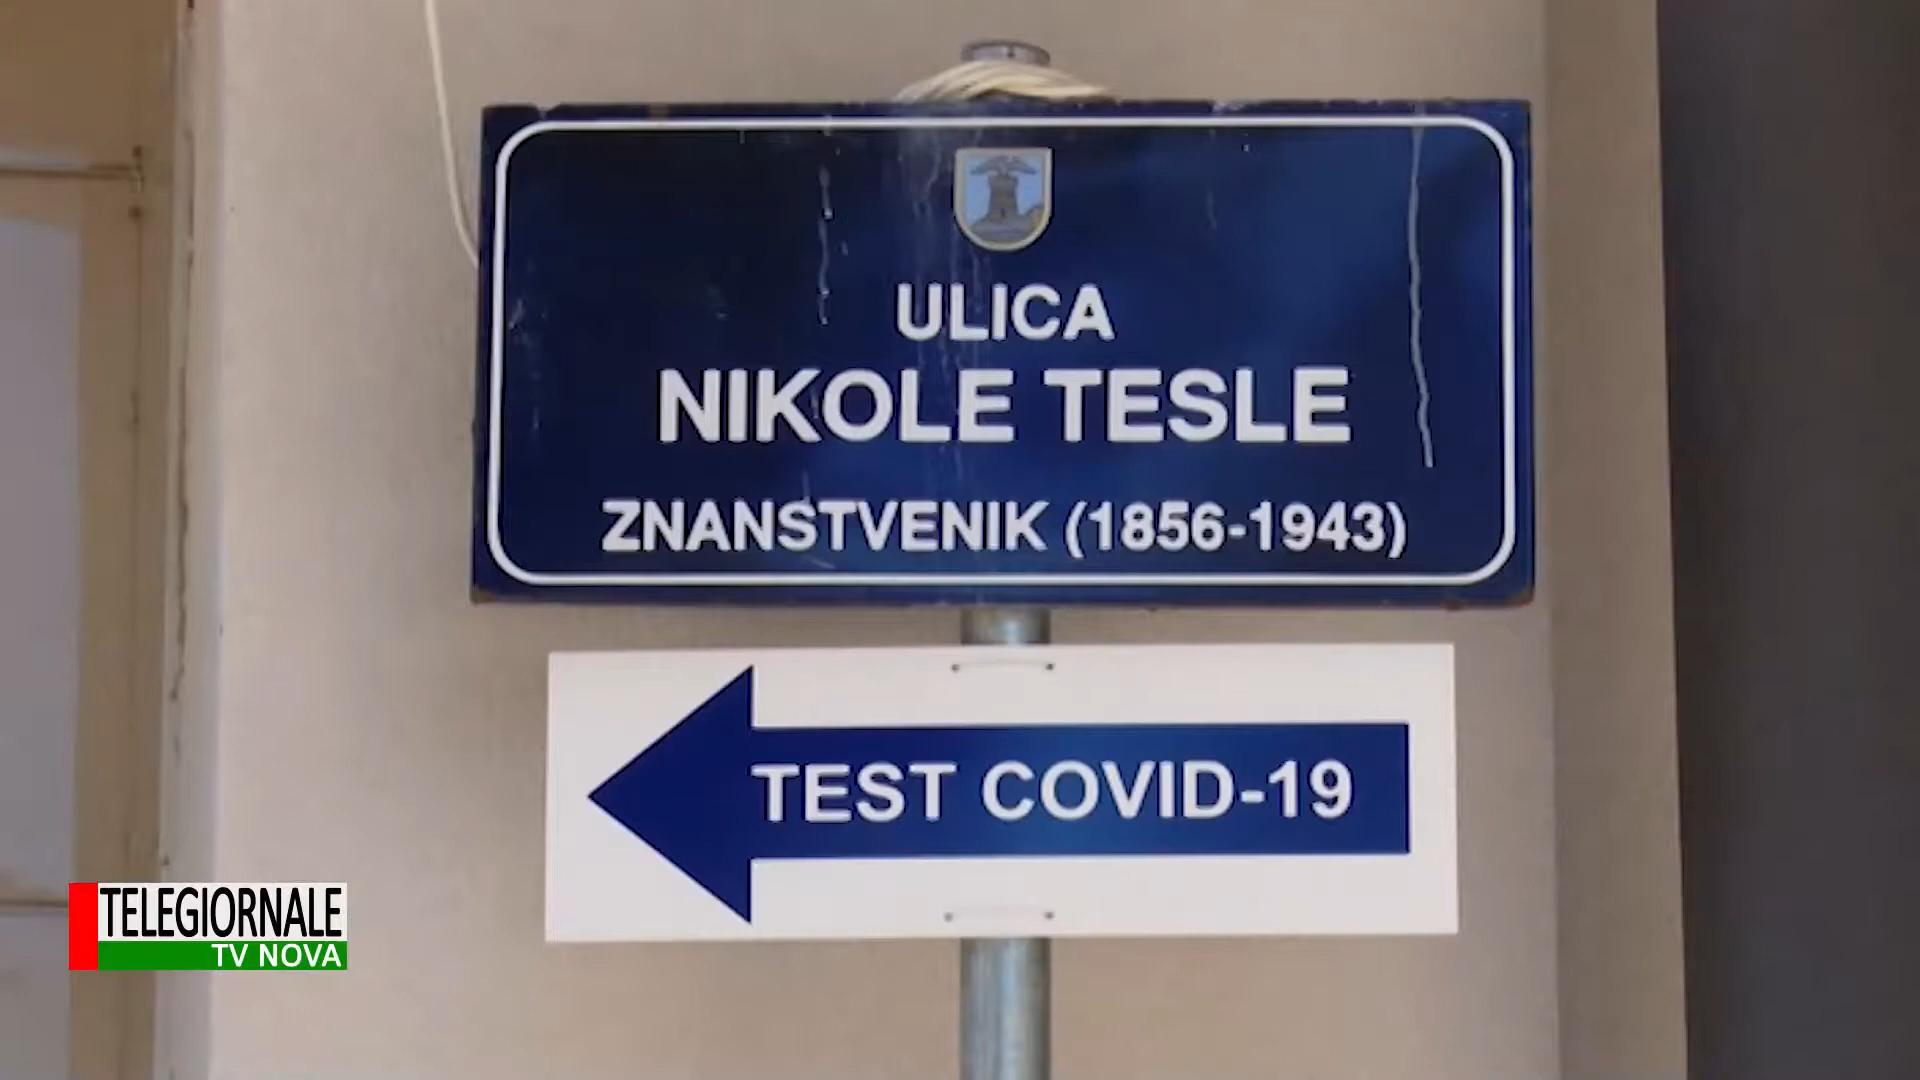 ULICA
NIKOLE TESLE
ZNANSTVENIK (1856-1943)
TEST COVID-19
TELEGIORNALE
TV NOVA